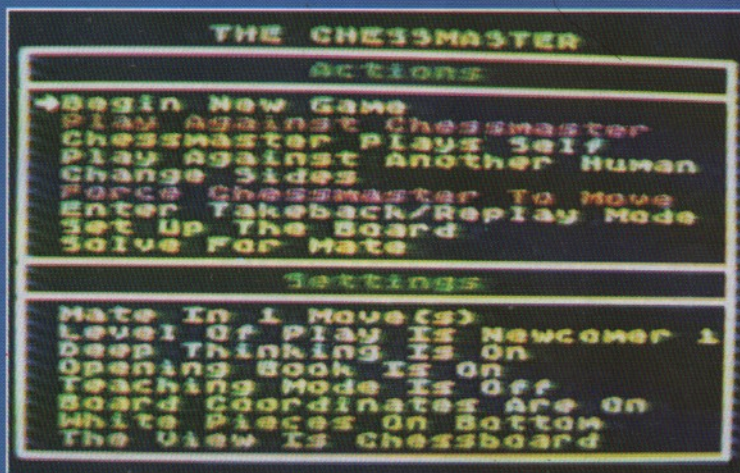 THE CHESSMASTER
Actions
Begin New Game
Play Against Chessmaster
Chessmaster Plays Self
Play Against Another Human
Change Sides
Force Chessmaster To Move
Enter Takeback/Replay Mode
Set Up The Board
Solve For Mate
Settings
Mate In 1 Move(s)
Level Of Play Is Newcomer 1
Deep Thinking Is On
Opening Book Is On
Teaching Mode Is Off
Board Coordinates Are On
White Pieces On Bottom
The View Is Chessboard